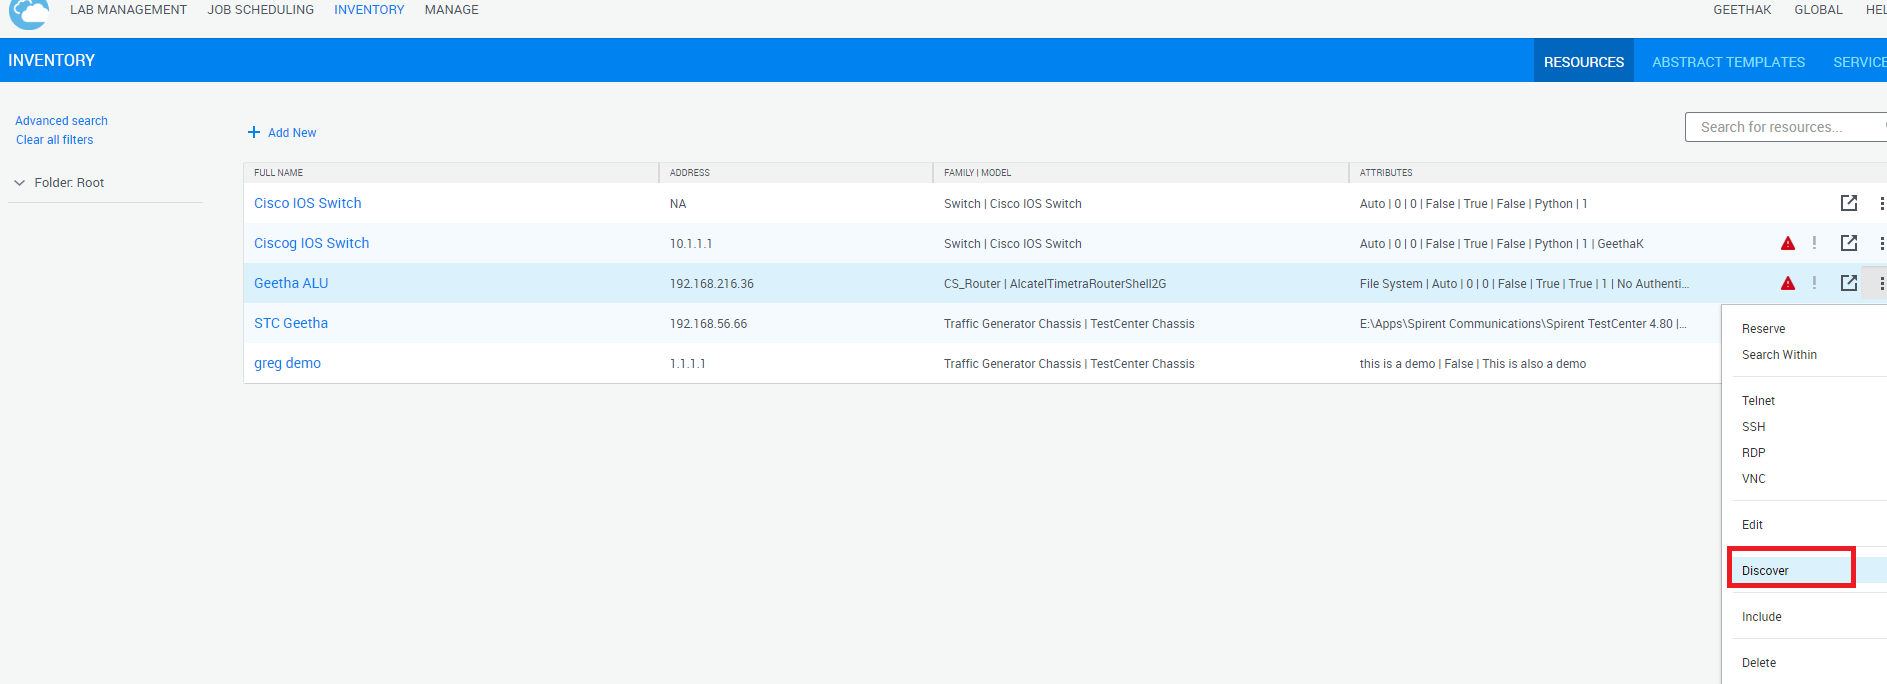 LAB MANAGEMENT JOB SCHEDULING INVENTORY MANAGE GEETHAK GLOBAL HEL
INVENTORY RESOURCES ABSTRACT TEMPLATES SERVICE
Advanced search
Clear all filters
Folder: Root
+ Add New
Search for resources...
FULL NAME ADDRESS FAMILY | MODEL ATTRIBUTES
Cisco IOS Switch NA Switch | Cisco IOS Switch Auto | 0 | 0 | False | True | False | Python | 1
Ciscog IOS Switch 10.1.1.1 Switch | Cisco IOS Switch Auto | 0 | 0 | False | True | False | Python | 1 | GeethaK
Geetha ALU 192.168.216.36 CS_Router | AlcatelTimetraRouterShell2G File System | Auto | 0 | 0 | False | True | True | 1 | No Authenti...
STC Geetha 192.168.56.66 Traffic Generator Chassis | TestCenter Chassis E:\Apps\Spirent Communications\Spirent TestCenter 4.80 |...
greg demo 1.1.1.1 Traffic Generator Chassis | TestCenter Chassis this is a demo | False | This is also a demo
Reserve
Search Within
Telnet
SSH
RDP
VNC
Edit
Discover
Include
Delete